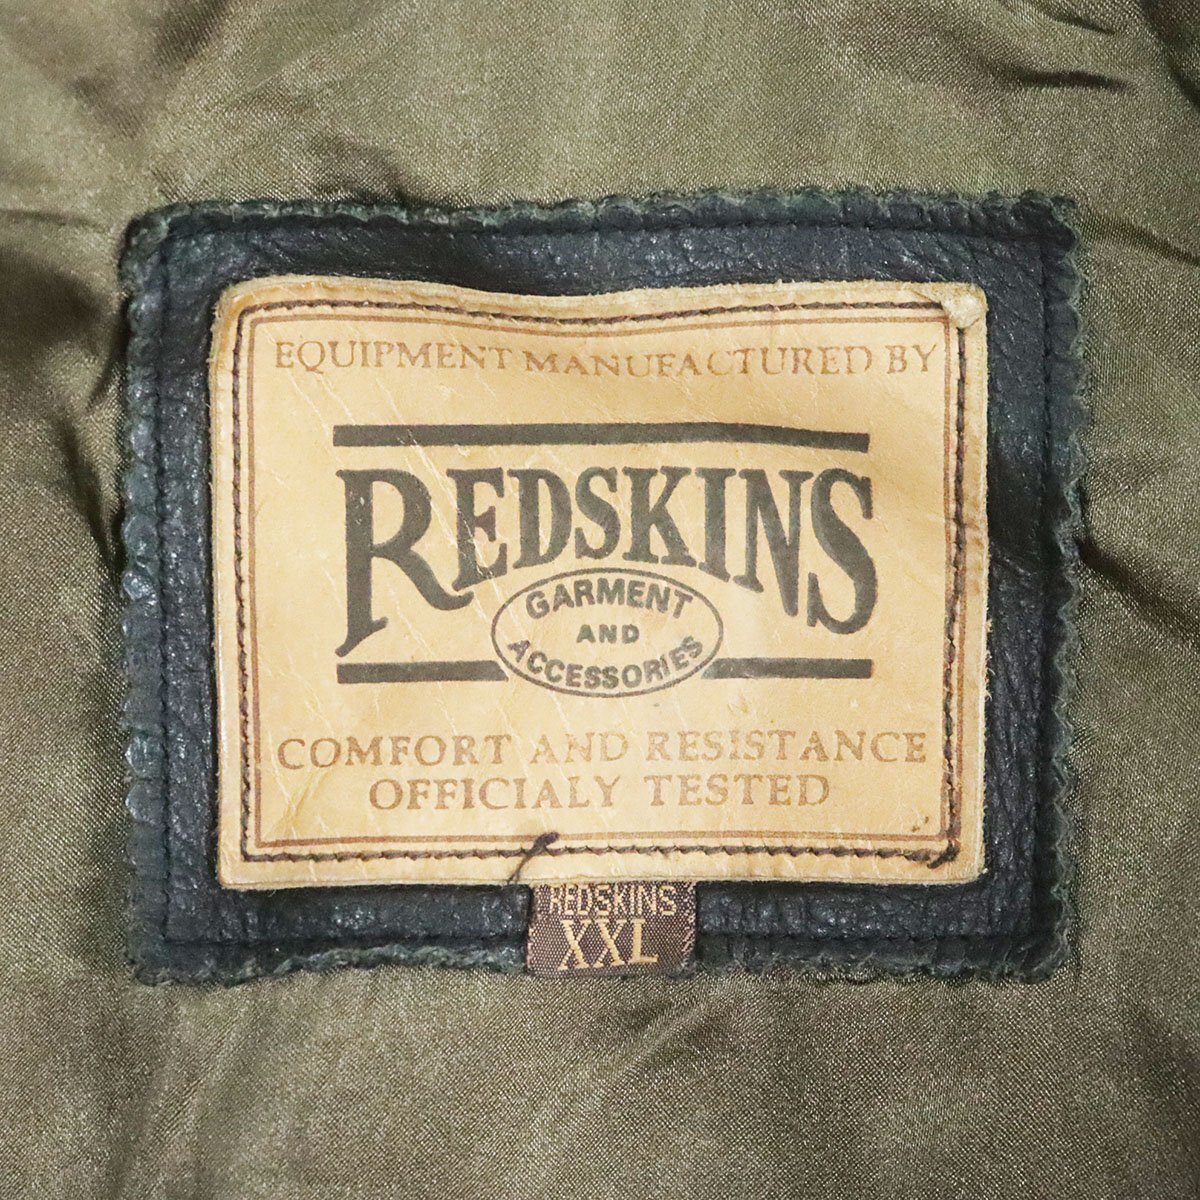 EQUIPMENT MANUFACTURED BY
REDSKINS
GARMENT
AND
ACCESSORIES
COMFORT AND RESISTANCE
OFFICIALY TESTED
REDSKINS
XXL